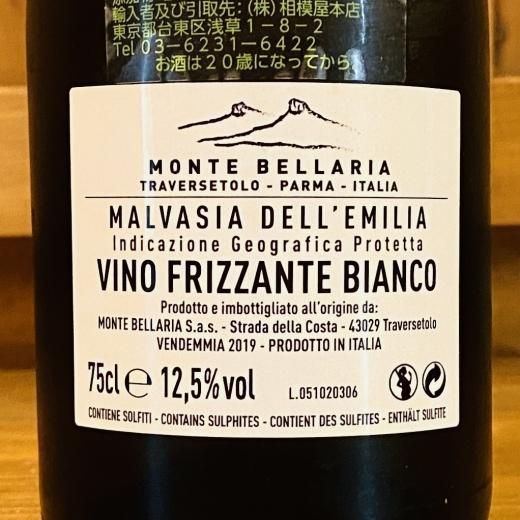 輸入者及び引取先:(株)相模屋本店
東京都台東区浅草1-8-2
Tel 03-6231-6422
お酒は20歳になってから
MONTE BELLARIA
TRAVERSETOLO - PARMA - ITALIA
MALVASIA DELL'EMILIA
Indicazione Geografica Protetta
VINO FRIZZANTE BIANCO
Prodotto e imbottigliato all'origine da:
MONTE BELLARIA S.a.s. - Strada della Costa - 43029 Traversetolo
VENDEMMIA 2019 - PRODOTTO IN ITALIA
75cl ℮ 12,5% vol L.051020306
CONTIENE SOLFITI - CONTAINS SULPHITES - CONTIENT DES SULFITES - ENTHÄLT SULFITE